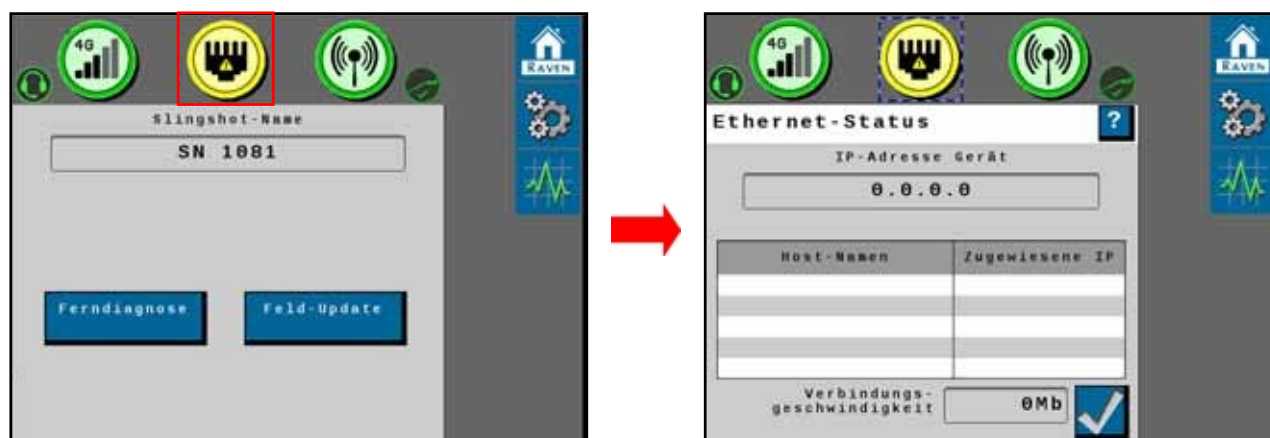 4G
RAVEN
Slingshot-Name
SN 1081
Ferndiagnose
Feld-Update
4G
RAVEN
Ethernet-Status
?
IP-Adresse Gerät
0.0.0.0
Host-Namen Zugewiesene IP
Verbindungs-
geschwindigkeit
0Mb